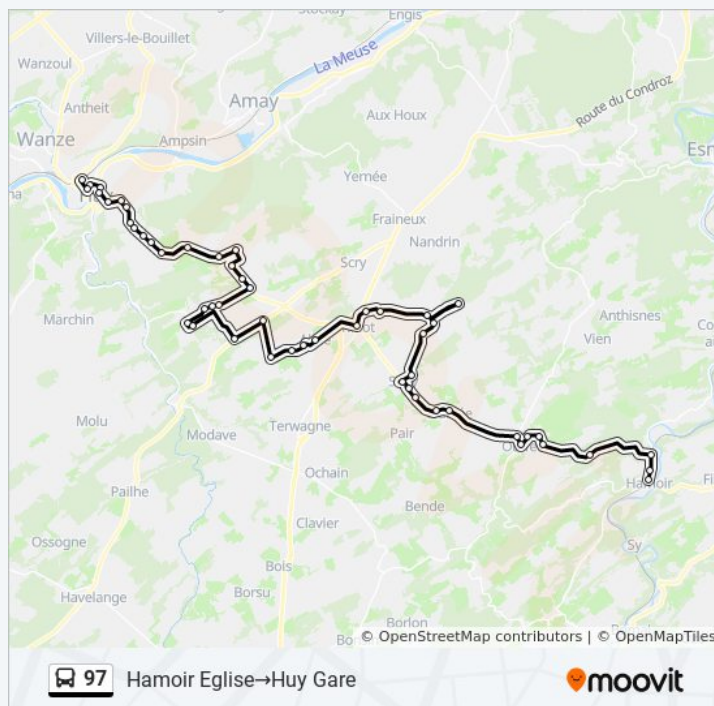 Engis
Villers-le-Bouillet
La Meuse
Wanzoul
Route du Condroz
Antheit
Amay
Aux Houx
Wanze
Ampsin
Yernée
Fraineux
Nandrin
Scry
Marchin
Anthisnes
Vien
Molu
Modave
Terwagne
Pair
Hamoir
Pailhe
Ochain
Bende
Clavier
Sy
Ossogne
Bois
Havelange
Borsu
Borlon
© OpenStreetMap contributors | © OpenMapTiles
97 Hamoir Eglise→Huy Gare moovit